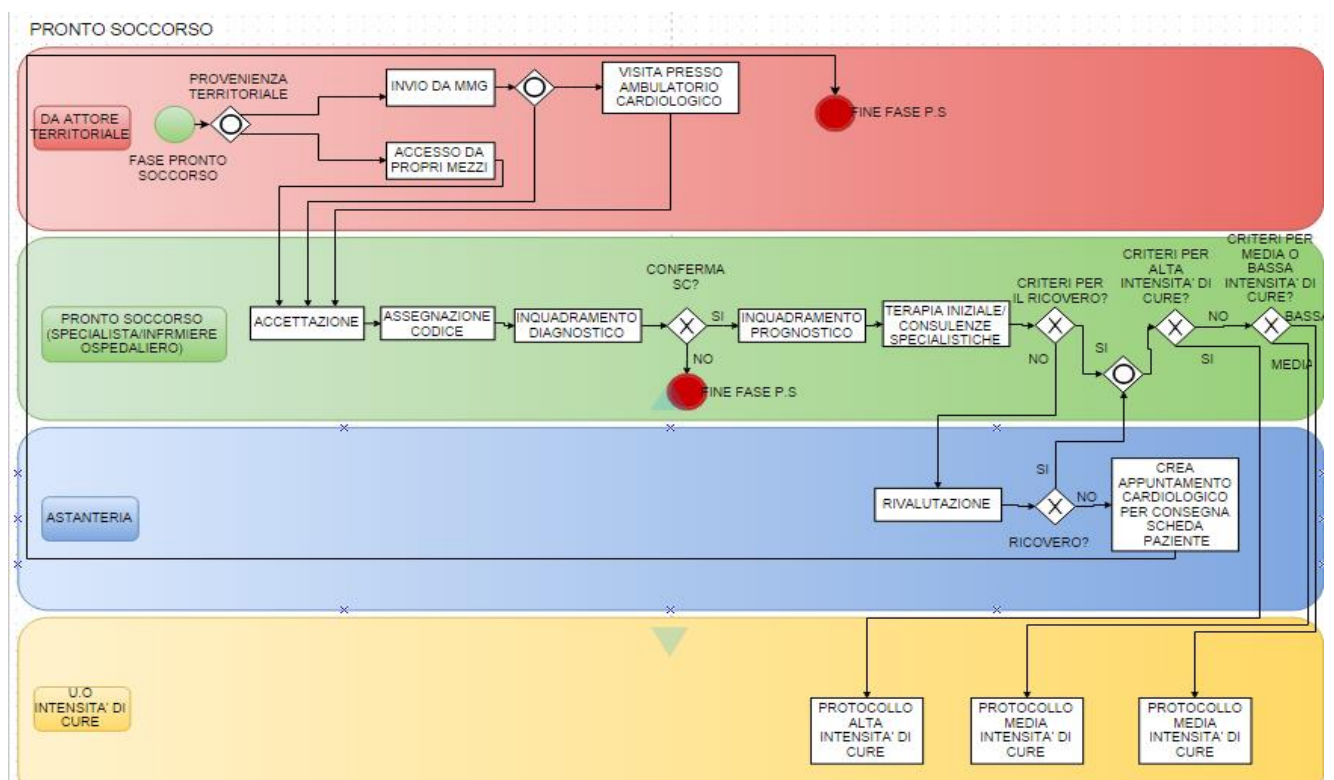 PRONTO SOCCORSO
DA ATTORE
TERRITORIALE
FASE PRONTO
SOCCORSO
PROVENIENZA
TERRITORIALE
INVIO DA MMG
ACCESSO DA
PROPRI MEZZI
VISITA PRESSO
AMBULATORIO
CARDIOLOGICO
FINE FASE P.S
PRONTO SOCCORSO
(SPECIALISTA/INFRMIERE
OSPEDALIERO)
ACCETTAZIONE
ASSEGNAZIONE
CODICE
INQUADRAMENTO
DIAGNOSTICO
CONFERMA
SC?
SI
NO
FINE FASE P.S
INQUADRAMENTO
PROGNOSTICO
TERAPIA INIZIALE/
CONSULENZE
SPECIALISTICHE
CRITERI PER
IL RICOVERO?
NO
SI
CRITERI PER
ALTA
INTENSITA' DI
CURE?
NO
SI
CRITERI PER
MEDIA O
BASSA
INTENSITA' DI
CURE?
BASSA
MEDIA
ASTANTERIA
RIVALUTAZIONE
SI
NO
RICOVERO?
CREA
APPUNTAMENTO
CARDIOLOGICO
PER CONSEGNA
SCHEDA
PAZIENTE
U.O
INTENSITA' DI
CURE
PROTOCOLLO
ALTA
INTENSITA' DI
CURE
PROTOCOLLO
MEDIA
INTENSITA' DI
CURE
PROTOCOLLO
MEDIA
INTENSITA' DI
CURE